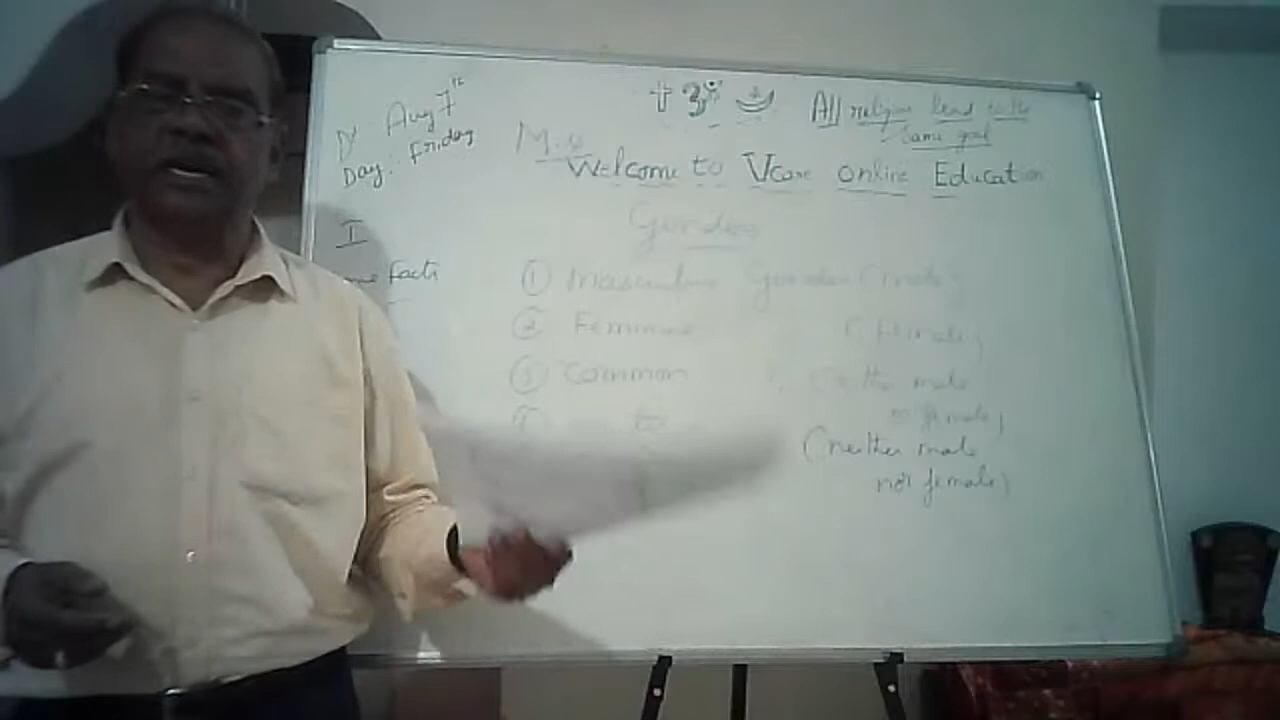 Aug 7th
Day: Friday
ॐ All religion lead to the
same goal
Welcome to Vcare online Education
Gender
I
Facts
① Masculine Gender (male)
② Feminine (female)
③ Common (Either male
or female)
(neither male
nor female)